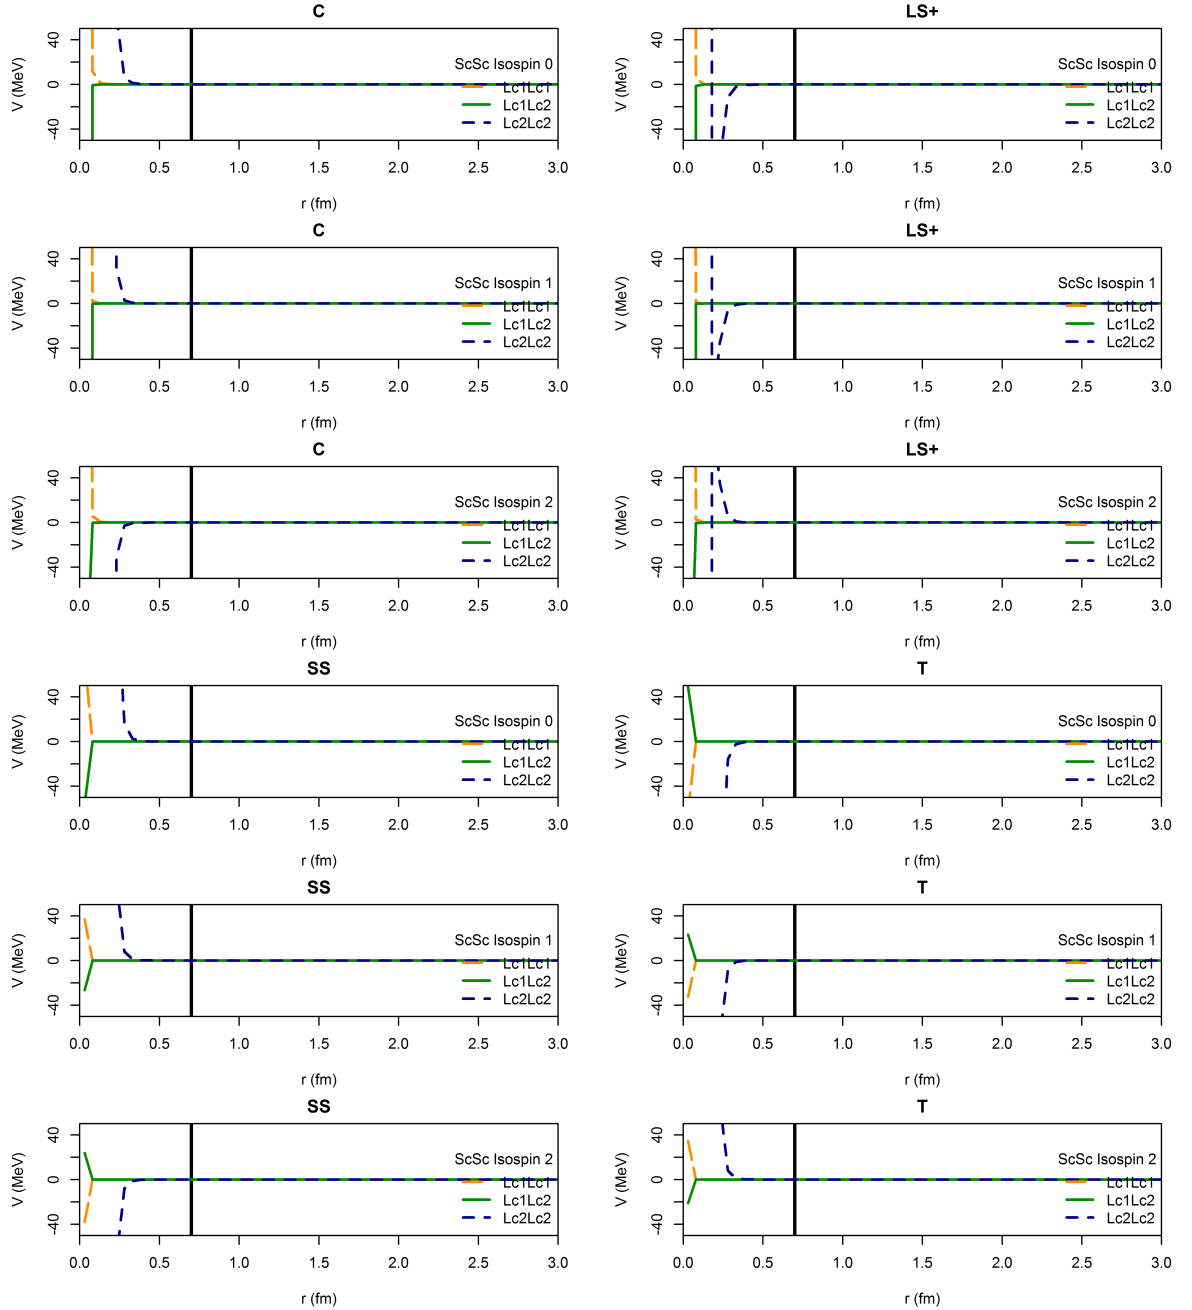 C
V (MeV)
40
0
-40
ScSc Isospin 0
Lc1Lc1
Lc1Lc2
Lc2Lc2
0.0 0.5 1.0 1.5 2.0 2.5 3.0
r (fm)
LS+
V (MeV)
40
0
-40
ScSc Isospin 0
Lc1Lc1
Lc1Lc2
Lc2Lc2
0.0 0.5 1.0 1.5 2.0 2.5 3.0
r (fm)
C
V (MeV)
40
0
-40
ScSc Isospin 1
Lc1Lc1
Lc1Lc2
Lc2Lc2
0.0 0.5 1.0 1.5 2.0 2.5 3.0
r (fm)
LS+
V (MeV)
40
0
-40
ScSc Isospin 1
Lc1Lc1
Lc1Lc2
Lc2Lc2
0.0 0.5 1.0 1.5 2.0 2.5 3.0
r (fm)
C
V (MeV)
40
0
-40
ScSc Isospin 2
Lc1Lc1
Lc1Lc2
Lc2Lc2
0.0 0.5 1.0 1.5 2.0 2.5 3.0
r (fm)
LS+
V (MeV)
40
0
-40
ScSc Isospin 2
Lc1Lc1
Lc1Lc2
Lc2Lc2
0.0 0.5 1.0 1.5 2.0 2.5 3.0
r (fm)
SS
V (MeV)
40
0
-40
ScSc Isospin 0
Lc1Lc1
Lc1Lc2
Lc2Lc2
0.0 0.5 1.0 1.5 2.0 2.5 3.0
r (fm)
T
V (MeV)
40
0
-40
ScSc Isospin 0
Lc1Lc1
Lc1Lc2
Lc2Lc2
0.0 0.5 1.0 1.5 2.0 2.5 3.0
r (fm)
SS
V (MeV)
40
0
-40
ScSc Isospin 1
Lc1Lc1
Lc1Lc2
Lc2Lc2
0.0 0.5 1.0 1.5 2.0 2.5 3.0
r (fm)
T
V (MeV)
40
0
-40
ScSc Isospin 1
Lc1Lc1
Lc1Lc2
Lc2Lc2
0.0 0.5 1.0 1.5 2.0 2.5 3.0
r (fm)
SS
V (MeV)
40
0
-40
ScSc Isospin 2
Lc1Lc1
Lc1Lc2
Lc2Lc2
0.0 0.5 1.0 1.5 2.0 2.5 3.0
r (fm)
T
V (MeV)
40
0
-40
ScSc Isospin 2
Lc1Lc1
Lc1Lc2
Lc2Lc2
0.0 0.5 1.0 1.5 2.0 2.5 3.0
r (fm)